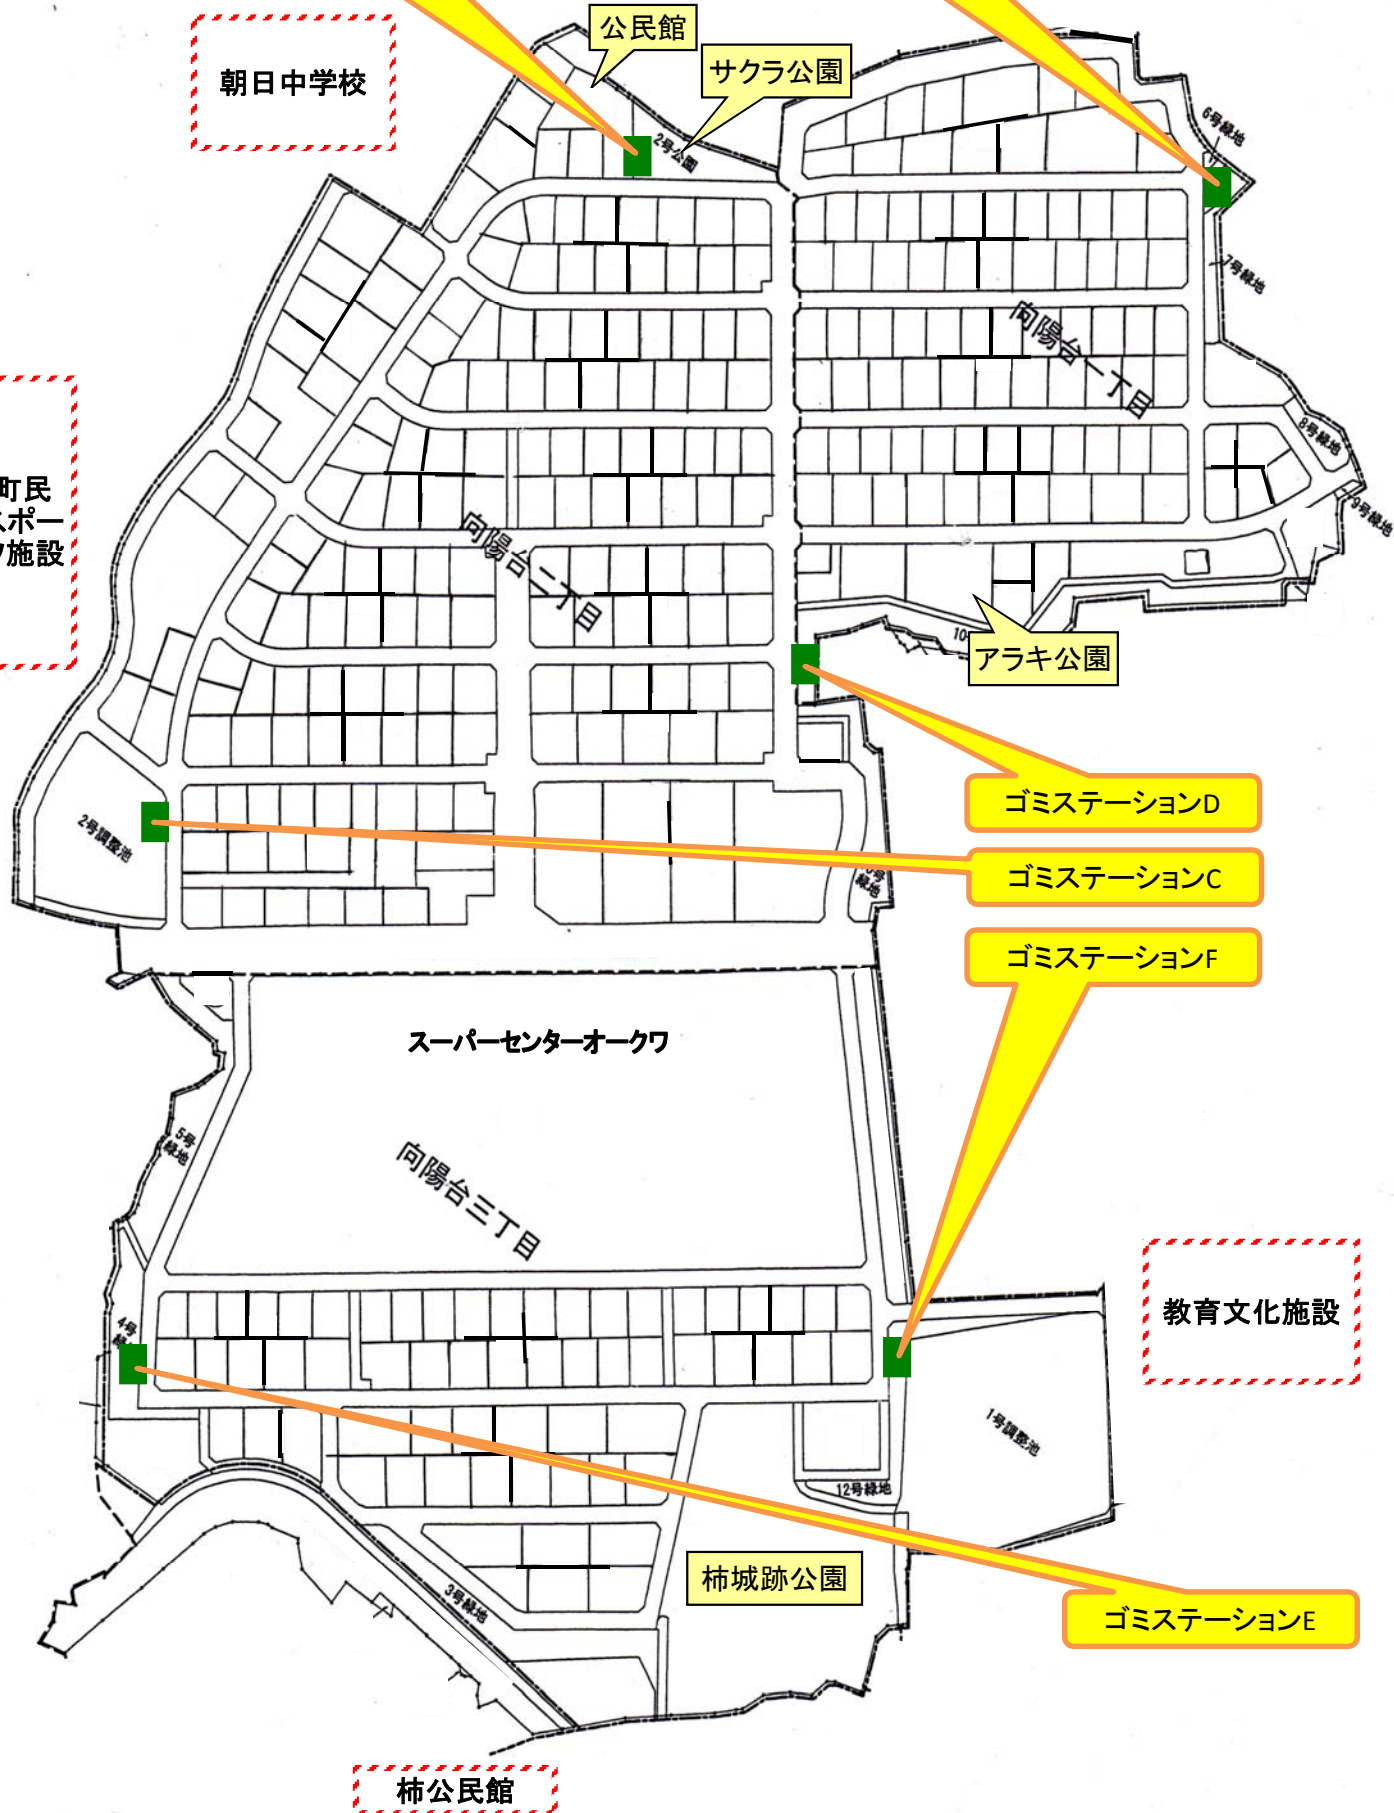 公民館
サクラ公園
朝日中学校
2号公園
6号緑地
7号緑地
向陽台一丁目
8号緑地
9号緑地
町民
スポー
ツ施設
向陽台二丁目
10
アラキ公園
ゴミステーションD
2号調整池
ゴミステーションC
号
緑地
ゴミステーションF
スーパーセンターオークワ
5号
緑地
向陽台三丁目
教育文化施設
4号
1号調整池
12号緑地
柿城跡公園
3号緑地
ゴミステーションE
柿公民館